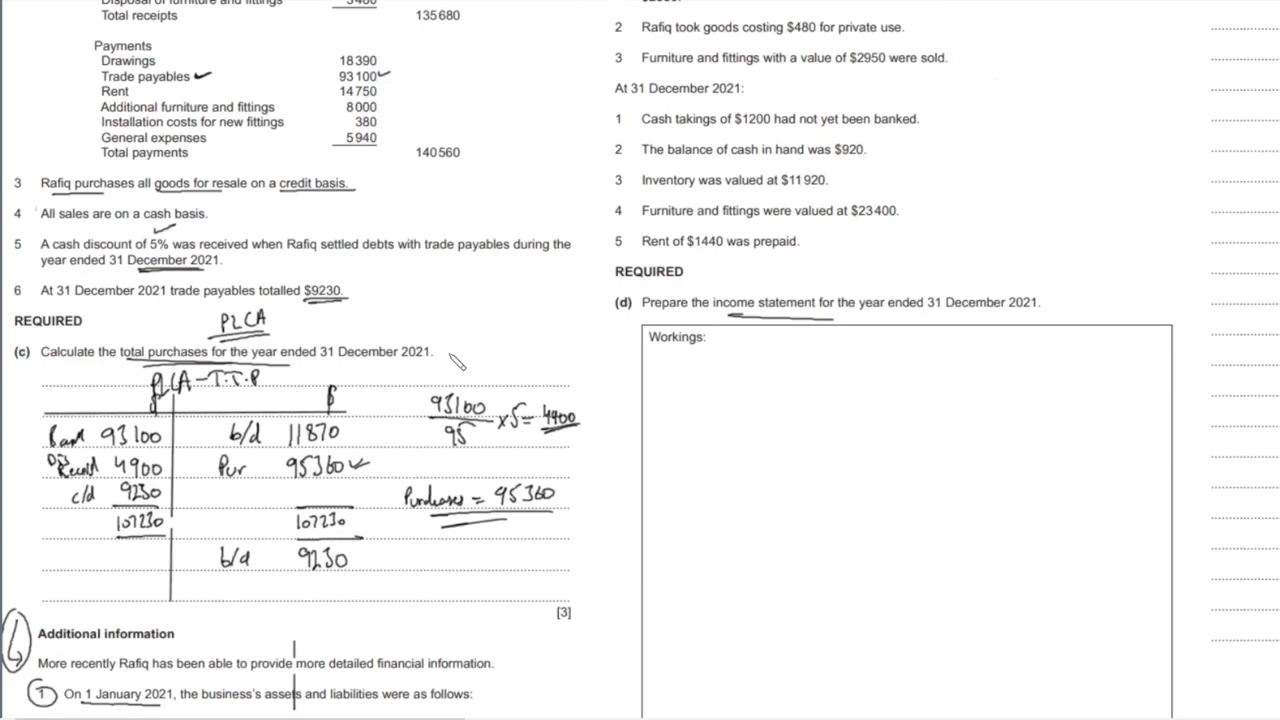 Total receipts 135680
Payments
Drawings 18390
Trade payables 93100
Rent 14750
Additional furniture and fittings 8000
Installation costs for new fittings 380
General expenses 5940
Total payments 140560
3 Rafiq purchases all goods for resale on a credit basis.
4 All sales are on a cash basis.
5 A cash discount of 5% was received when Rafiq settled debts with trade payables during the
year ended 31 December 2021.
6 At 31 December 2021 trade payables totalled $9230.
REQUIRED
PLCA
(c) Calculate the total purchases for the year ended 31 December 2021.
PLCA - T.T.P
$ $
Bank 93100 b/d 11870
Dis Received 4900 Pur 95360
c/d 9230
107230 107230
b/d 9230
93100
95 x5= 4900
Purchases = 95360
[3]
Additional information
More recently Rafiq has been able to provide more detailed financial information.
1 On 1 January 2021, the business's assets and liabilities were as follows:
2 Rafiq took goods costing $480 for private use.
3 Furniture and fittings with a value of $2950 were sold.
At 31 December 2021:
1 Cash takings of $1200 had not yet been banked.
2 The balance of cash in hand was $920.
3 Inventory was valued at $11920.
4 Furniture and fittings were valued at $23400.
5 Rent of $1440 was prepaid.
REQUIRED
(d) Prepare the income statement for the year ended 31 December 2021.
Workings: